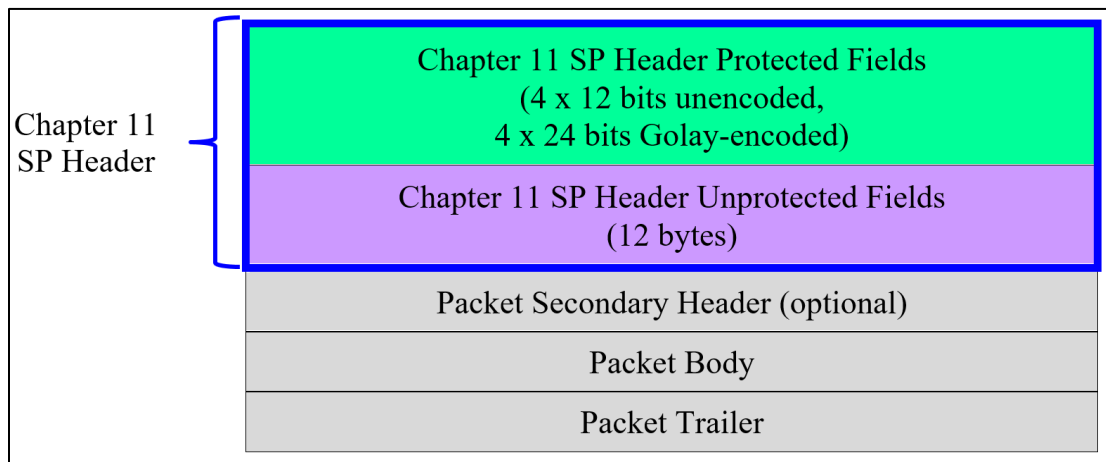 Chapter 11
SP Header
Chapter 11 SP Header Protected Fields
(4 x 12 bits unencoded,
4 x 24 bits Golay-encoded)
Chapter 11 SP Header Unprotected Fields
(12 bytes)
Packet Secondary Header (optional)
Packet Body
Packet Trailer